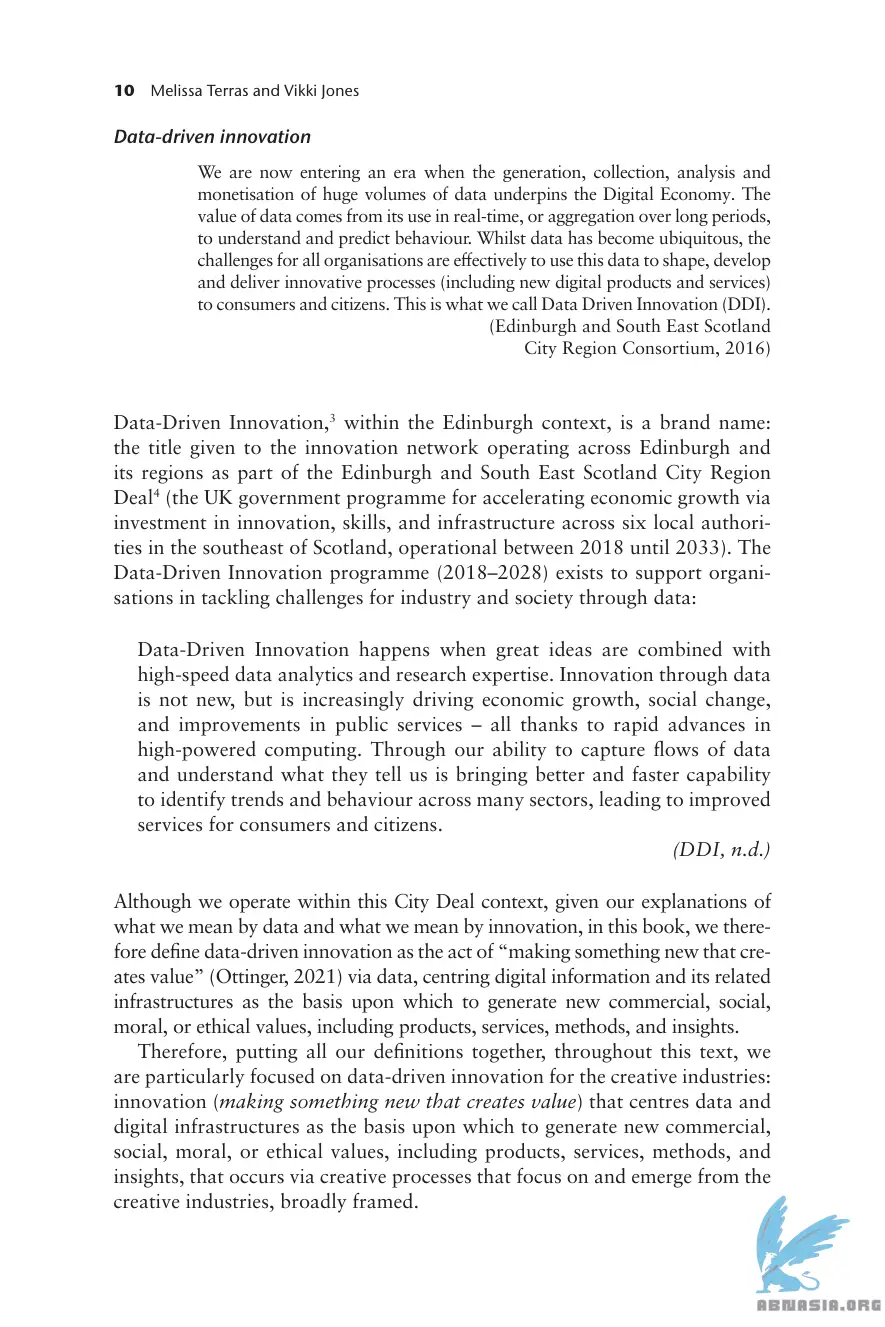 10 Melissa Terras and Vikki Jones
Data-driven innovation
We are now entering an era when the generation, collection, analysis and
monetisation of huge volumes of data underpins the Digital Economy. The
value of data comes from its use in real-time, or aggregation over long periods,
to understand and predict behaviour. Whilst data has become ubiquitous, the
challenges for all organisations are effectively to use this data to shape, develop
and deliver innovative processes (including new digital products and services)
to consumers and citizens. This is what we call Data Driven Innovation (DDI).
(Edinburgh and South East Scotland
City Region Consortium, 2016)
Data-Driven Innovation,³ within the Edinburgh context, is a brand name:
the title given to the innovation network operating across Edinburgh and
its regions as part of the Edinburgh and South East Scotland City Region
Deal⁴ (the UK government programme for accelerating economic growth via
investment in innovation, skills, and infrastructure across six local authori-
ties in the southeast of Scotland, operational between 2018 until 2033). The
Data-Driven Innovation programme (2018–2028) exists to support organi-
sations in tackling challenges for industry and society through data:
Data-Driven Innovation happens when great ideas are combined with
high-speed data analytics and research expertise. Innovation through data
is not new, but is increasingly driving economic growth, social change,
and improvements in public services – all thanks to rapid advances in
high-powered computing. Through our ability to capture flows of data
and understand what they tell us is bringing better and faster capability
to identify trends and behaviour across many sectors, leading to improved
services for consumers and citizens.
(DDI, n.d.)
Although we operate within this City Deal context, given our explanations of
what we mean by data and what we mean by innovation, in this book, we there-
fore define data-driven innovation as the act of “making something new that cre-
ates value” (Ottinger, 2021) via data, centring digital information and its related
infrastructures as the basis upon which to generate new commercial, social,
moral, or ethical values, including products, services, methods, and insights.
Therefore, putting all our definitions together, throughout this text, we
are particularly focused on data-driven innovation for the creative industries:
innovation (making something new that creates value) that centres data and
digital infrastructures as the basis upon which to generate new commercial,
social, moral, or ethical values, including products, services, methods, and
insights, that occurs via creative processes that focus on and emerge from the
creative industries, broadly framed.
ABNASIA.ORG